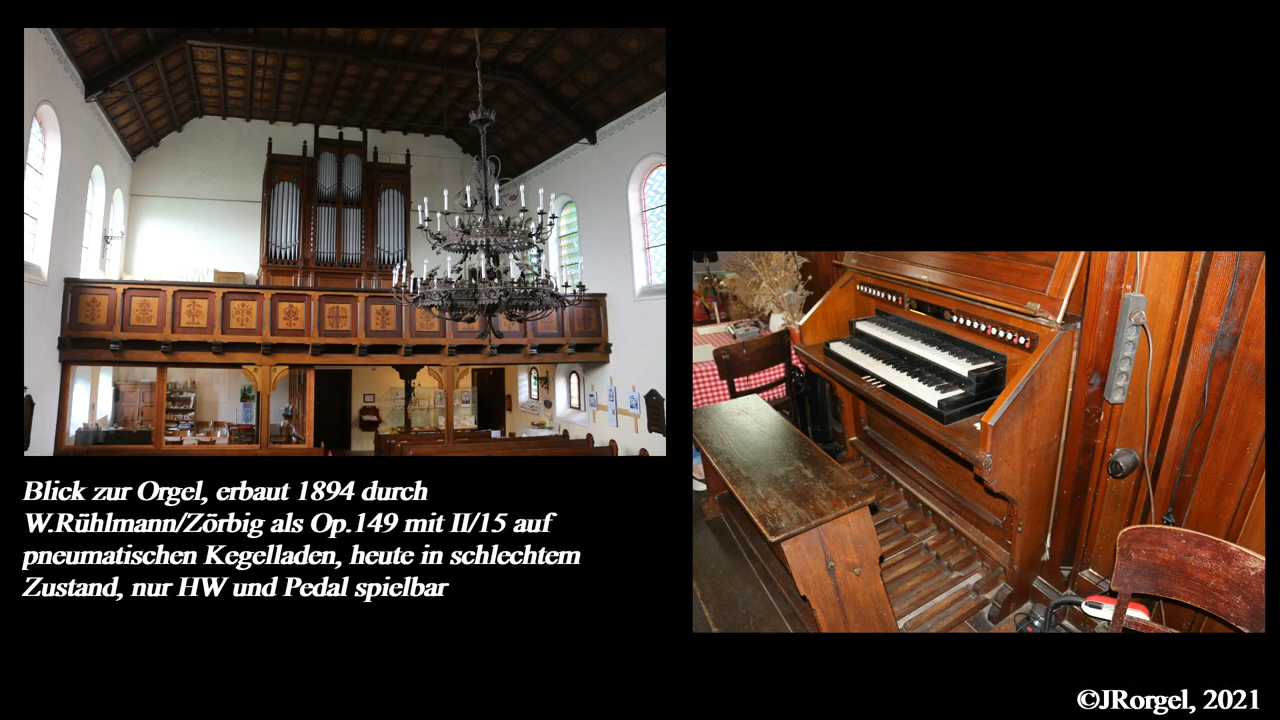 Blick zur Orgel, erbaut 1894 durch
W.Rühlmann/Zörbig als Op.149 mit II/15 auf
pneumatischen Kegelladen, heute in schlechtem
Zustand, nur HW und Pedal spielbar
©JRorgel, 2021